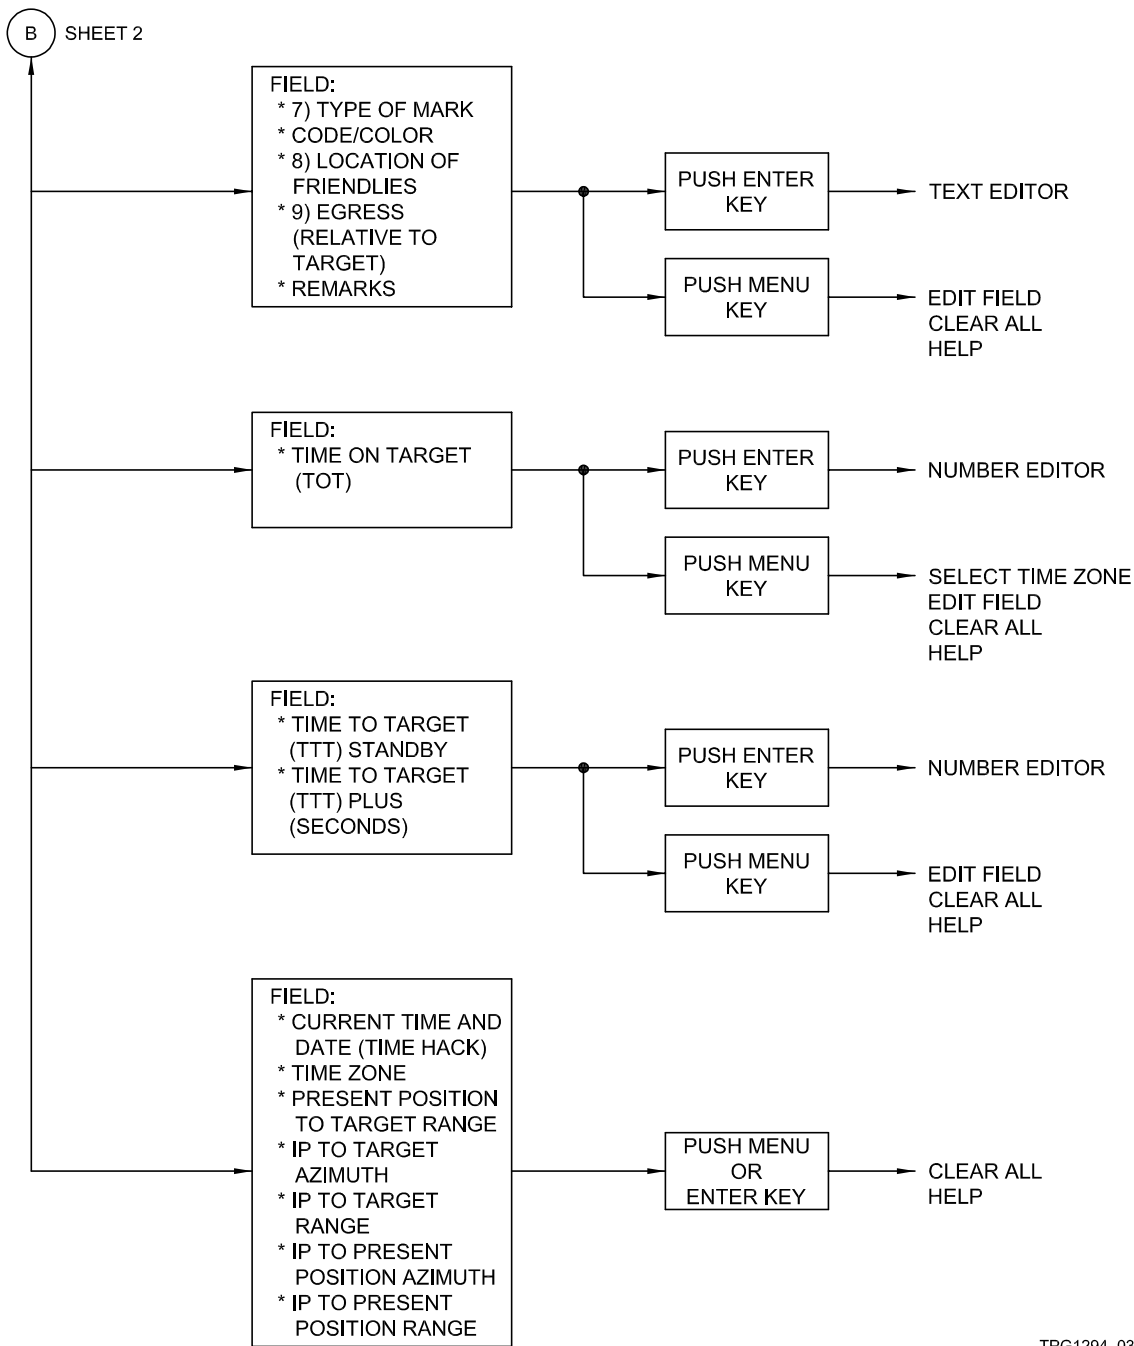 B SHEET 2
FIELD:
* 7) TYPE OF MARK
* CODE/COLOR
* 8) LOCATION OF
FRIENDLIES
* 9) EGRESS
(RELATIVE TO
TARGET)
* REMARKS
PUSH ENTER
KEY
TEXT EDITOR
PUSH MENU
KEY
EDIT FIELD
CLEAR ALL
HELP
FIELD:
* TIME ON TARGET
(TOT)
PUSH ENTER
KEY
NUMBER EDITOR
PUSH MENU
KEY
SELECT TIME ZONE
EDIT FIELD
CLEAR ALL
HELP
FIELD:
* TIME TO TARGET
(TTT) STANDBY
* TIME TO TARGET
(TTT) PLUS
(SECONDS)
PUSH ENTER
KEY
NUMBER EDITOR
PUSH MENU
KEY
EDIT FIELD
CLEAR ALL
HELP
FIELD:
* CURRENT TIME AND
DATE (TIME HACK)
* TIME ZONE
* PRESENT POSITION
TO TARGET RANGE
* IP TO TARGET
AZIMUTH
* IP TO TARGET
RANGE
* IP TO PRESENT
POSITION AZIMUTH
* IP TO PRESENT
POSITION RANGE
PUSH MENU
OR
ENTER KEY
CLEAR ALL
HELP